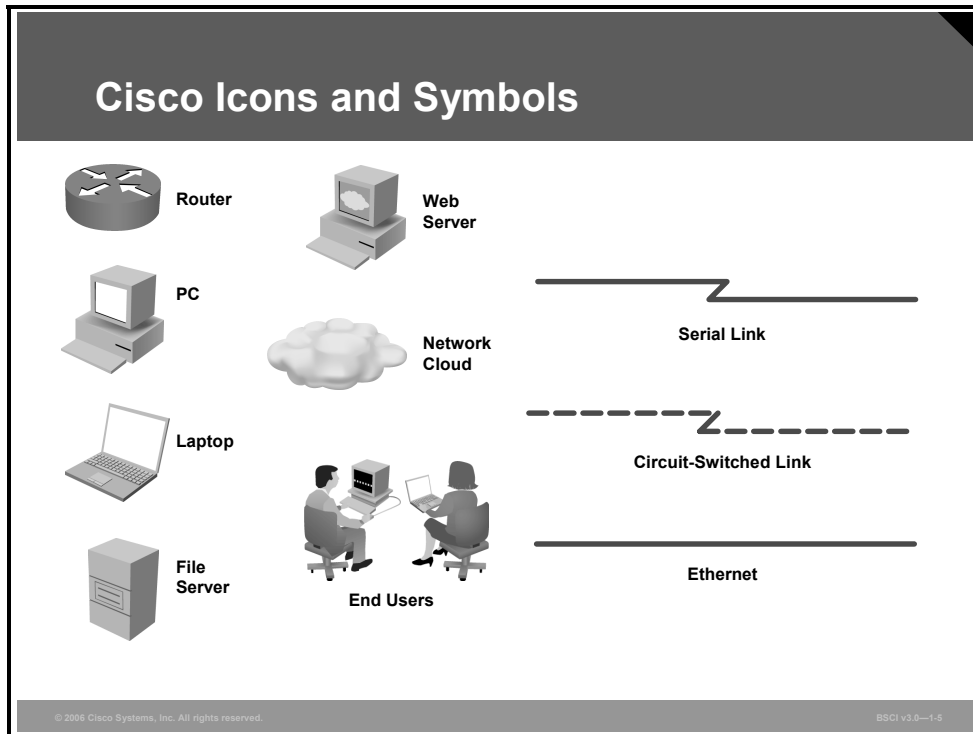 Cisco Icons and Symbols
Router
PC
Laptop
File
Server
Web
Server
Network
Cloud
End Users
Serial Link
Circuit-Switched Link
Ethernet
© 2006 Cisco Systems, Inc. All rights reserved.
BSCI v3.0—1-5